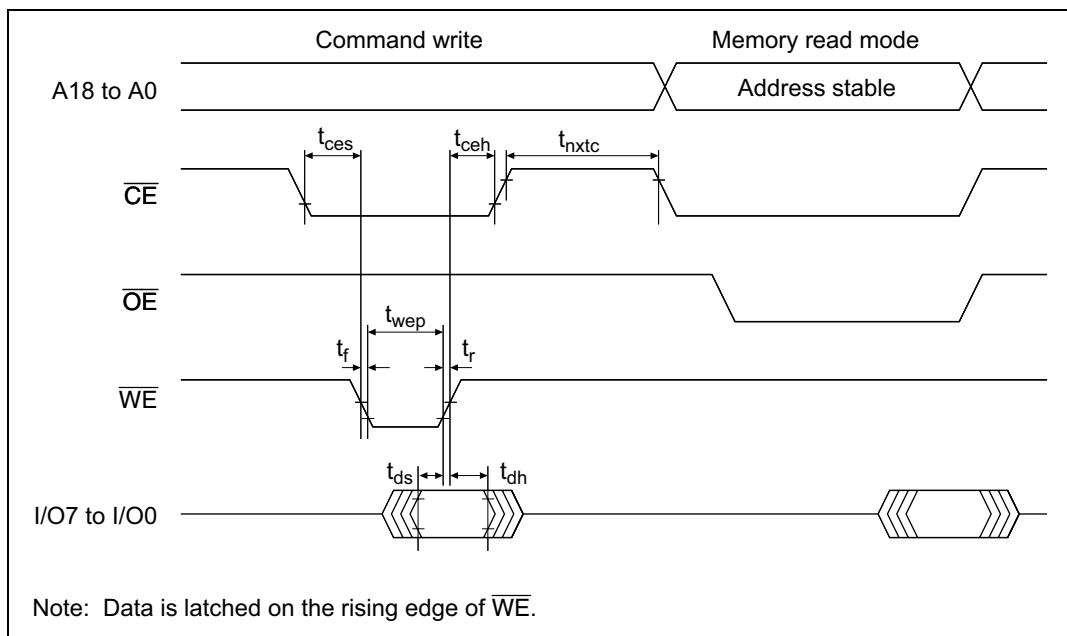 Command write
Memory read mode
A18 to A0
Address stable
tces
tceh
tnxtc
CE
OE
twep
tf
tr
WE
tds
tdh
I/O7 to I/O0
Note: Data is latched on the rising edge of WE.